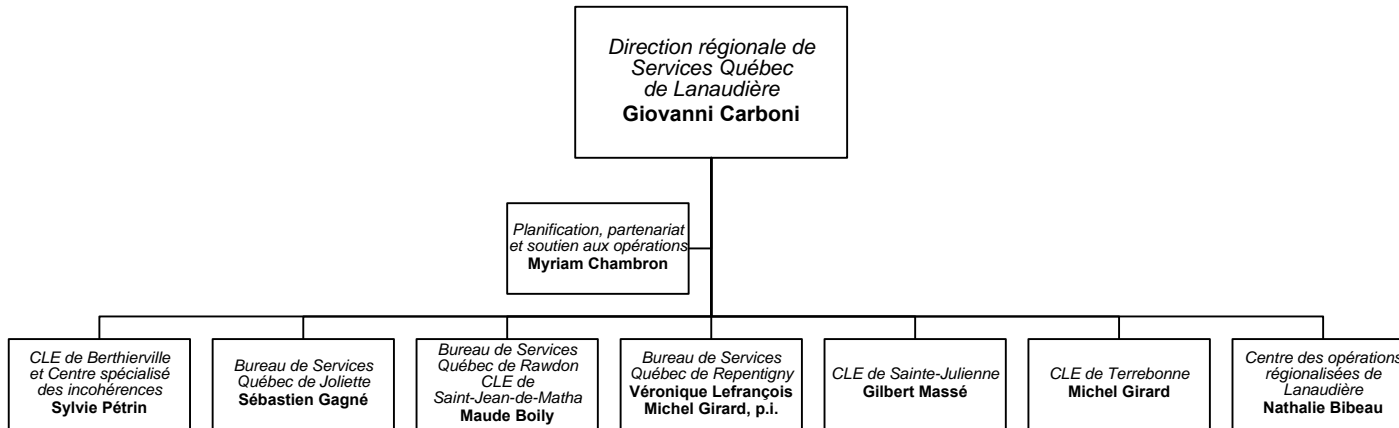 Direction régionale de
Services Québec
de Lanaudière
Giovanni Carboni
Planification, partenariat
et soutien aux opérations
Myriam Chambron
CLE de Berthierville
et Centre spécialisé
des incohérences
Sylvie Pétrin
Bureau de Services
Québec de Joliette
Sébastien Gagné
Bureau de Services
Québec de Rawdon
CLE de
Saint-Jean-de-Matha
Maude Boily
Bureau de Services
Québec de Repentigny
Véronique Lefrançois
Michel Girard, p.i.
CLE de Sainte-Julienne
Gilbert Massé
CLE de Terrebonne
Michel Girard
Centre des opérations
régionalisées de
Lanaudière
Nathalie Bibeau